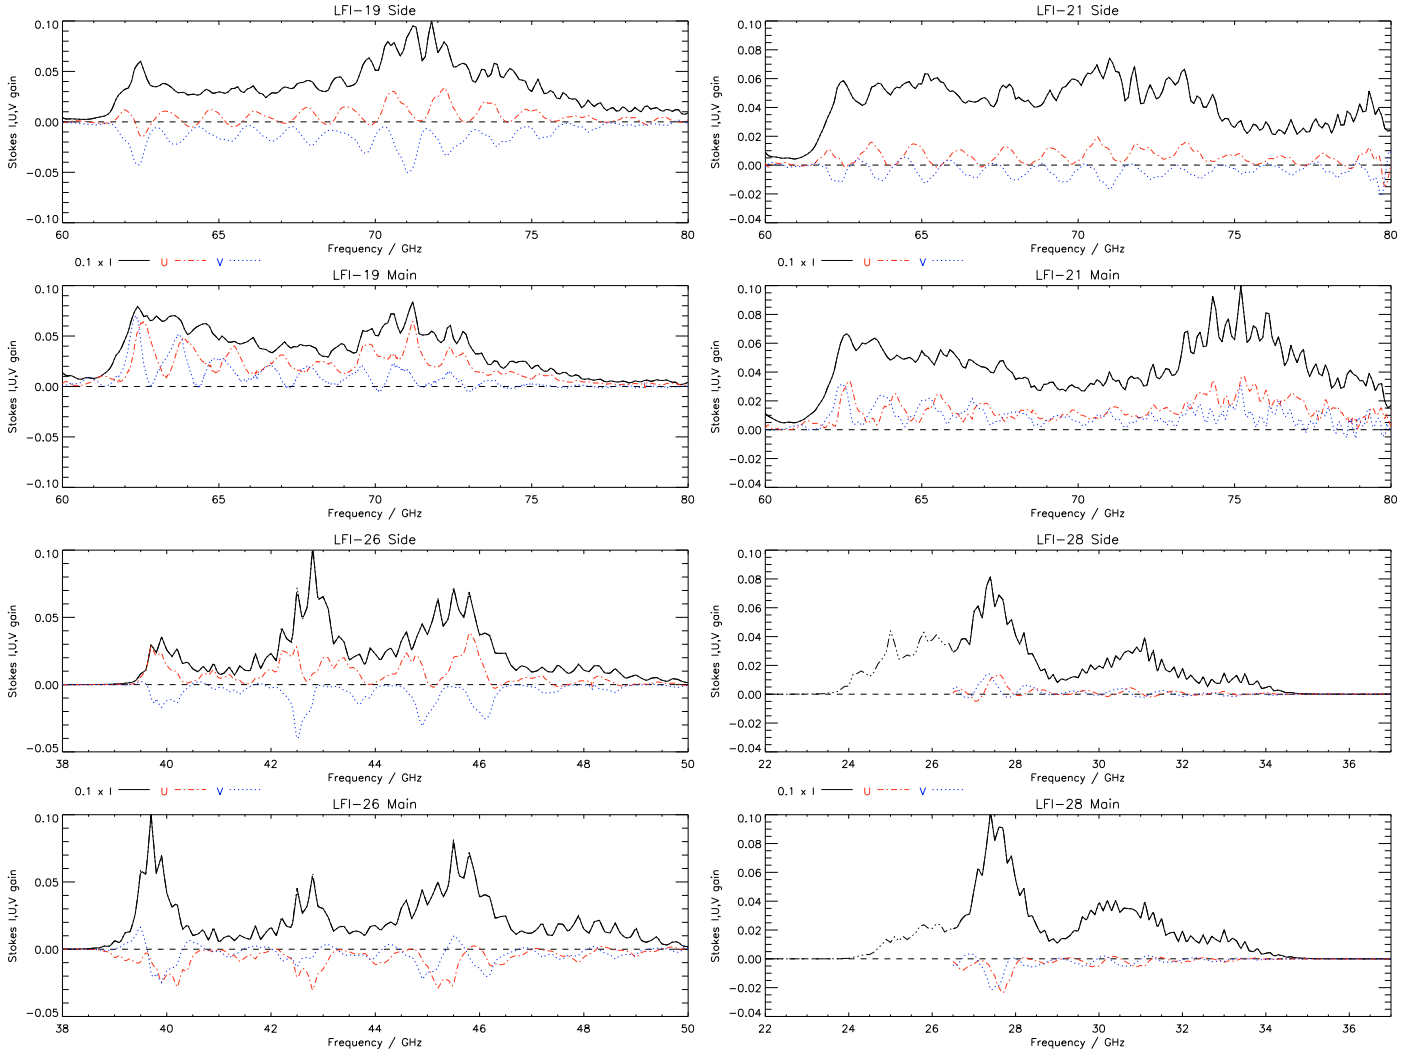 LFI-19 Side
Stokes I,U,V gain
0.10
0.05
0.00
-0.05
-0.10
60 65 70 75 80
Frequency / GHz
LFI-21 Side
Stokes I,U,V gain
0.10
0.08
0.06
0.04
0.02
0.00
-0.02
-0.04
60 65 70 75 80
Frequency / GHz
0.1 x I U V
0.1 x I U V
LFI-19 Main
Stokes I,U,V gain
0.10
0.05
0.00
-0.05
-0.10
60 65 70 75 80
Frequency / GHz
LFI-21 Main
Stokes I,U,V gain
0.10
0.08
0.06
0.04
0.02
0.00
-0.02
-0.04
60 65 70 75 80
Frequency / GHz
LFI-26 Side
Stokes I,U,V gain
0.10
0.05
0.00
-0.05
38 40 42 44 46 48 50
Frequency / GHz
LFI-28 Side
Stokes I,U,V gain
0.10
0.08
0.06
0.04
0.02
0.00
-0.02
-0.04
22 24 26 28 30 32 34 36
Frequency / GHz
0.1 x I U V
0.1 x I U V
LFI-26 Main
Stokes I,U,V gain
0.10
0.05
0.00
-0.05
38 40 42 44 46 48 50
Frequency / GHz
LFI-28 Main
Stokes I,U,V gain
0.10
0.08
0.06
0.04
0.02
0.00
-0.02
-0.04
22 24 26 28 30 32 34 36
Frequency / GHz